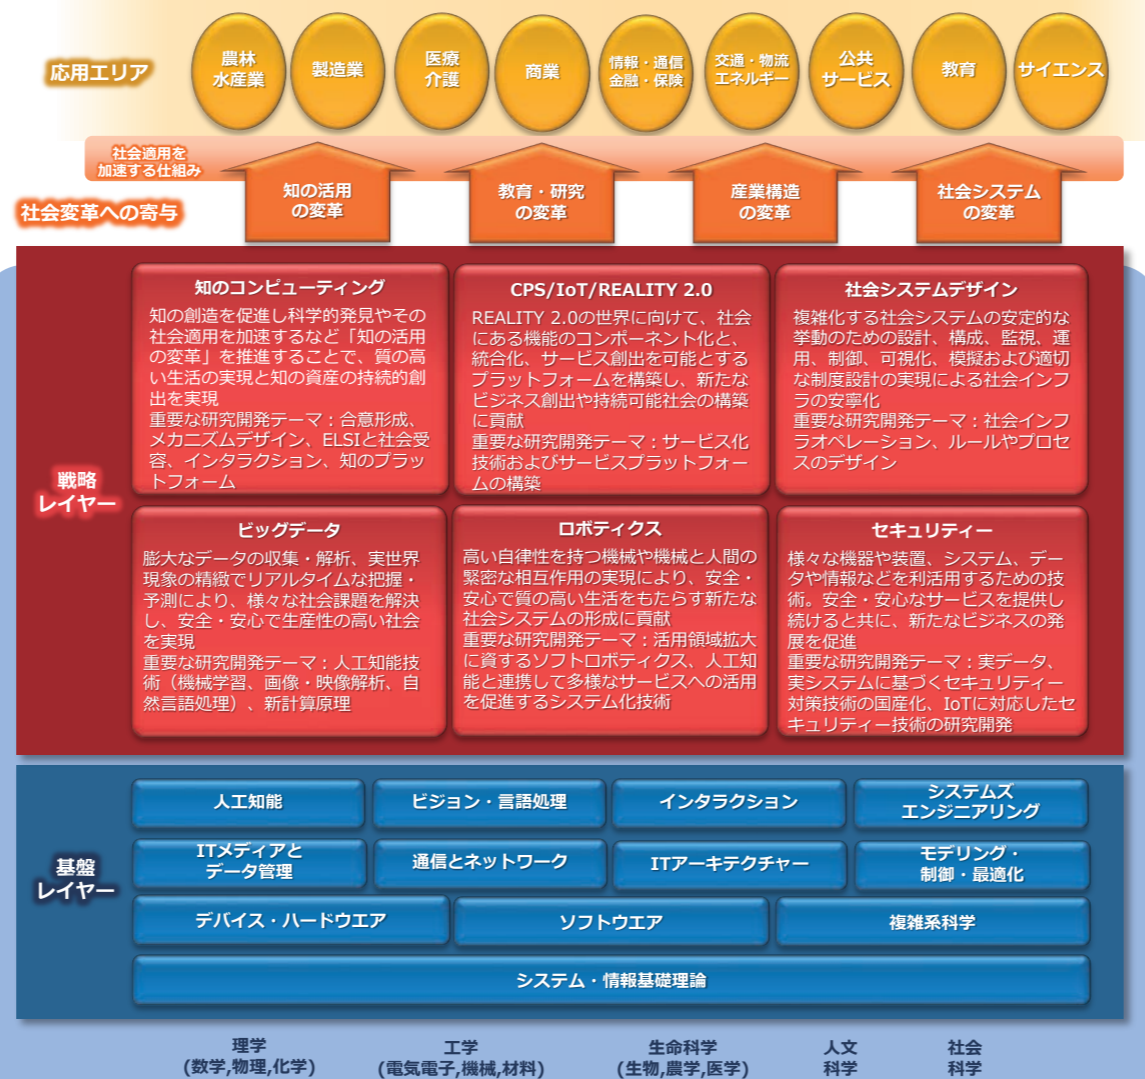 応用エリア
農林
水産業
製造業
医療
介護
商業
情報・通信
金融・保険
交通・物流
エネルギー
公共
サービス
教育
サイエンス
社会適用を
加速する仕組み
社会変革への寄与
知の活用
の変革
教育・研究
の変革
産業構造
の変革
社会システム
の変革
戦略
レイヤー
知のコンピューティング
知の創造を促進し科学的発見やその
社会適用を加速するなど「知の活用
の変革」を推進することで、質の高
い生活の実現と知の資産の持続的創
出を実現
重要な研究開発テーマ：合意形成、
メカニズムデザイン、ELSIと社会受
容、インタラクション、知のプラッ
トフォーム
CPS/IoT/REALITY 2.0
REALITY 2.0の世界に向けて、社会
にある機能のコンポーネント化と、
統合化、サービス創出を可能とする
プラットフォームを構築し、新たな
ビジネス創出や持続可能社会の構築
に貢献
重要な研究開発テーマ：サービス化
技術およびサービスプラットフォー
ムの構築
社会システムデザイン
複雑化する社会システムの安定的な
挙動のための設計、構成、監視、運
用、制御、可視化、模擬および適切
な制度設計の実現による社会インフ
ラの安寧化
重要な研究開発テーマ：社会インフ
ラオペレーション、ルールやプロセ
スのデザイン
ビッグデータ
膨大なデータの収集・解析、実世界
現象の精緻でリアルタイムな把握・
予測により、様々な社会課題を解決
し、安全・安心で生産性の高い社会
を実現
重要な研究開発テーマ：人工知能技
術（機械学習、画像・映像解析、自
然言語処理）、新計算原理
ロボティクス
高い自律性を持つ機械や機械と人間の
緊密な相互作用の実現により、安全・
安心で質の高い生活をもたらす新たな
社会システムの形成に貢献
重要な研究開発テーマ：活用領域拡大
に資するソフトロボティクス、人工知
能と連携して多様なサービスへの活用
を促進するシステム化技術
セキュリティー
様々な機器や装置、システム、デー
タや情報などを利活用するための技
術。安全・安心なサービスを提供し
続けると共に、新たなビジネスの発
展を促進
重要な研究開発テーマ：実データ、
実システムに基づくセキュリティー
対策技術の国産化、IoTに対応したセ
キュリティー技術の研究開発
基盤
レイヤー
人工知能
ビジョン・言語処理
インタラクション
システムズ
エンジニアリング
ITメディアと
データ管理
通信とネットワーク
ITアーキテクチャー
モデリング・
制御・最適化
デバイス・ハードウエア
ソフトウエア
複雑系科学
システム・情報基礎理論
理学
(数学,物理,化学)
工学
(電気電子,機械,材料)
生命科学
(生物,農学,医学)
人文
科学
社会
科学